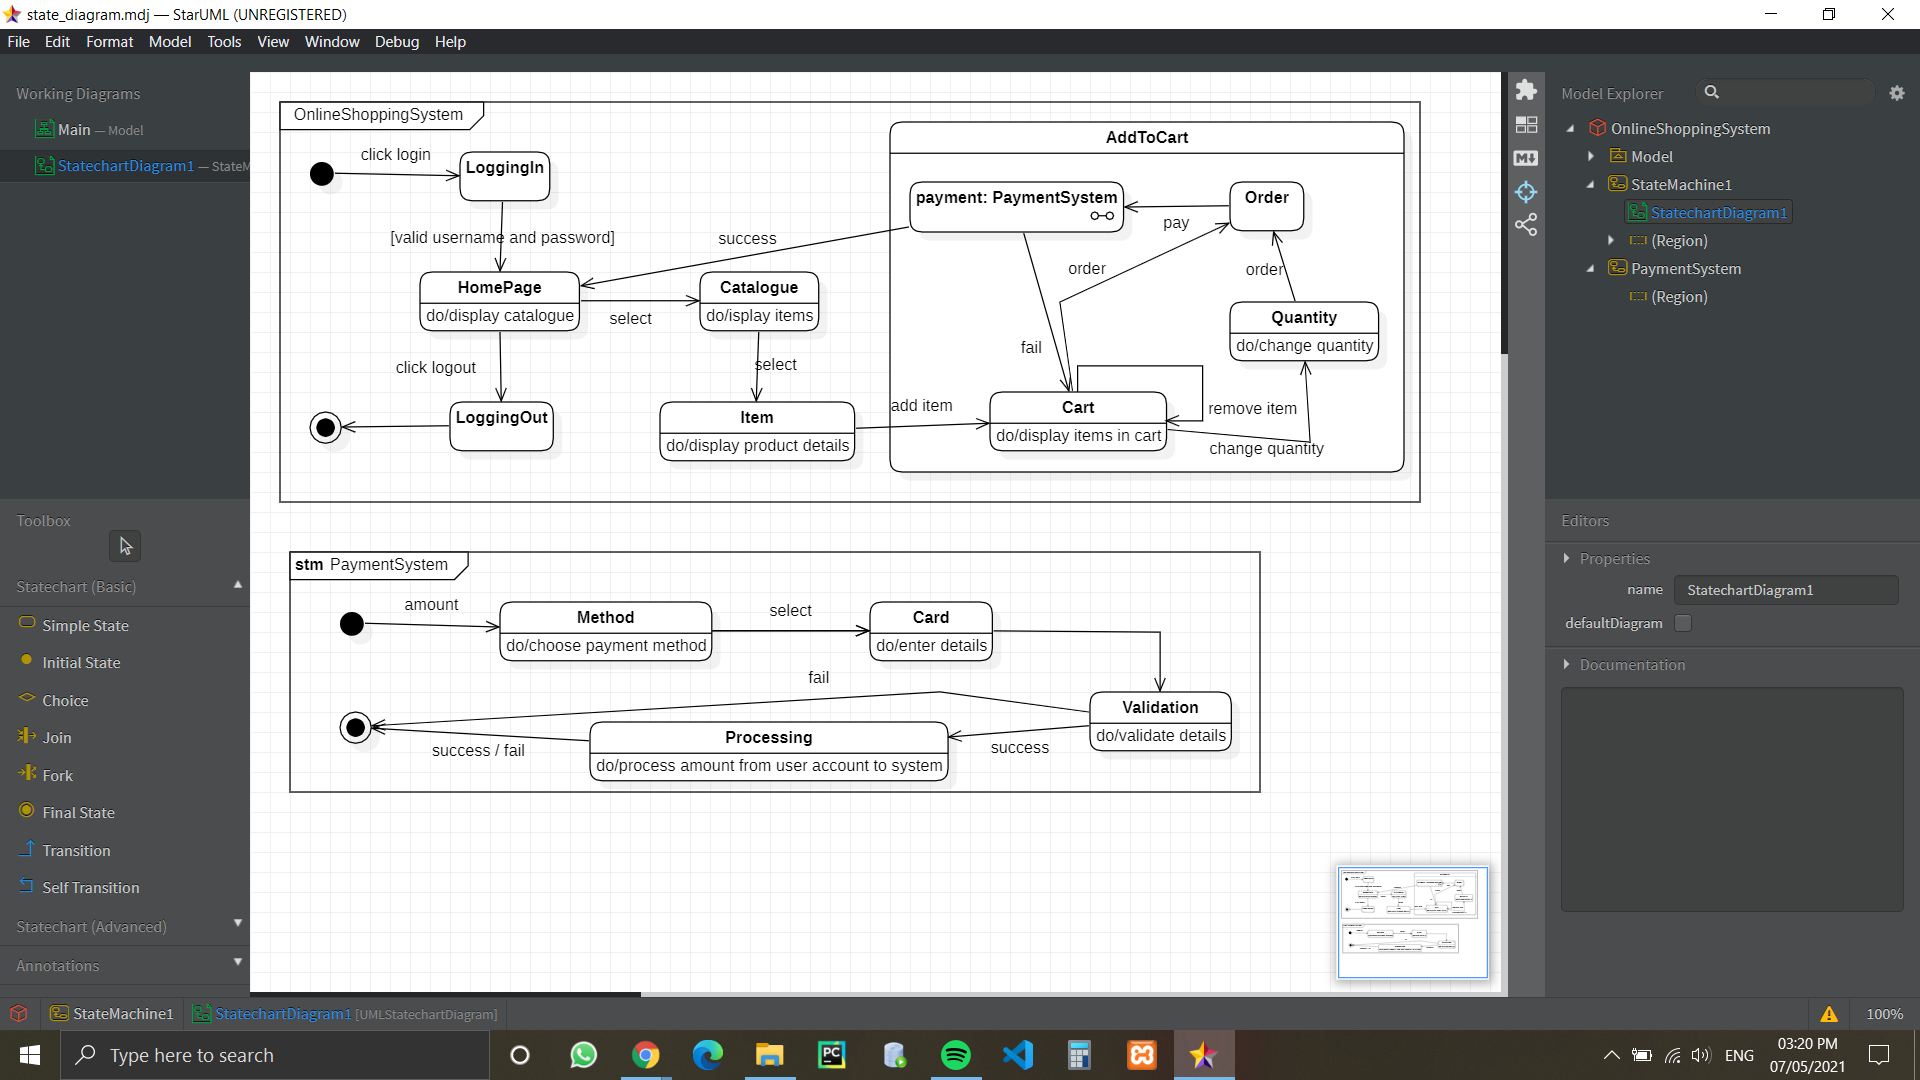 state_diagram.mdj — StarUML (UNREGISTERED)
File Edit Format Model Tools View Window Debug Help
Working Diagrams
Main — Model
StatechartDiagram1 — StateM
Toolbox
Statechart (Basic)
Simple State
Initial State
Choice
Join
Fork
Final State
Transition
Self Transition
Statechart (Advanced)
Annotations
OnlineShoppingSystem
click login
LoggingIn
[valid username and password]
HomePage
do/display catalogue
success
select
Catalogue
do/isplay items
click logout
select
LoggingOut
Item
do/display product details
add item
AddToCart
payment: PaymentSystem
pay
Order
order
order
Quantity
do/change quantity
fail
Cart
do/display items in cart
remove item
change quantity
stm PaymentSystem
amount
Method
do/choose payment method
select
Card
do/enter details
fail
Validation
do/validate details
success
Processing
do/process amount from user account to system
success / fail
Model Explorer
OnlineShoppingSystem
Model
StateMachine1
StatechartDiagram1
(Region)
PaymentSystem
(Region)
Editors
Properties
name StatechartDiagram1
defaultDiagram
Documentation
StateMachine1 StatechartDiagram1 [UMLStatechartDiagram] 100%
Type here to search
ENG
03:20 PM
07/05/2021